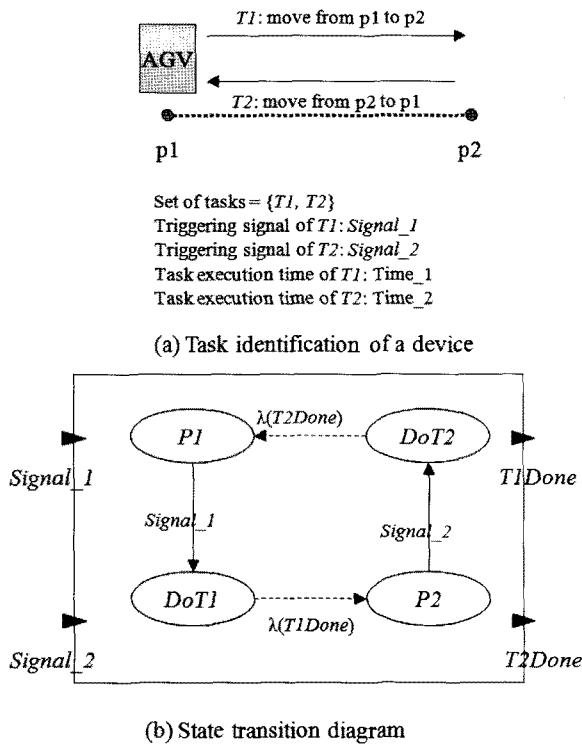 T1: move from p1 to p2
AGV
T2: move from p2 to p1
p1
p2
Set of tasks = {T1, T2}
Triggering signal of T1: Signal_1
Triggering signal of T2: Signal_2
Task execution time of T1: Time_1
Task execution time of T2: Time_2
(a) Task identification of a device
P1
λ(T2Done)
DoT2
Signal_1
T1Done
Signal_1
Signal_2
DoT1
λ(T1Done)
P2
Signal_2
T2Done
(b) State transition diagram